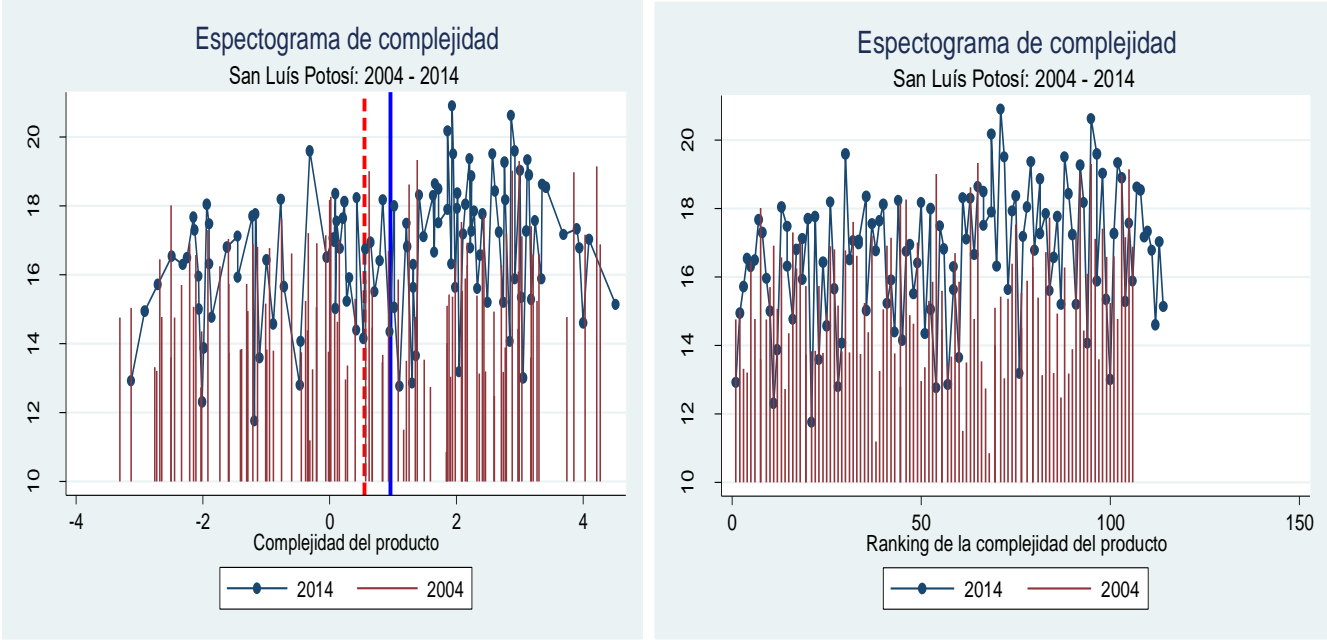 Espectograma de complejidad
San Luís Potosí: 2004 - 2014
20
18
16
14
12
10
-4 -2 0 2 4
Complejidad del producto
2014 2004
Espectograma de complejidad
San Luís Potosí: 2004 - 2014
20
18
16
14
12
10
0 50 100 150
Ranking de la complejidad del producto
2014 2004